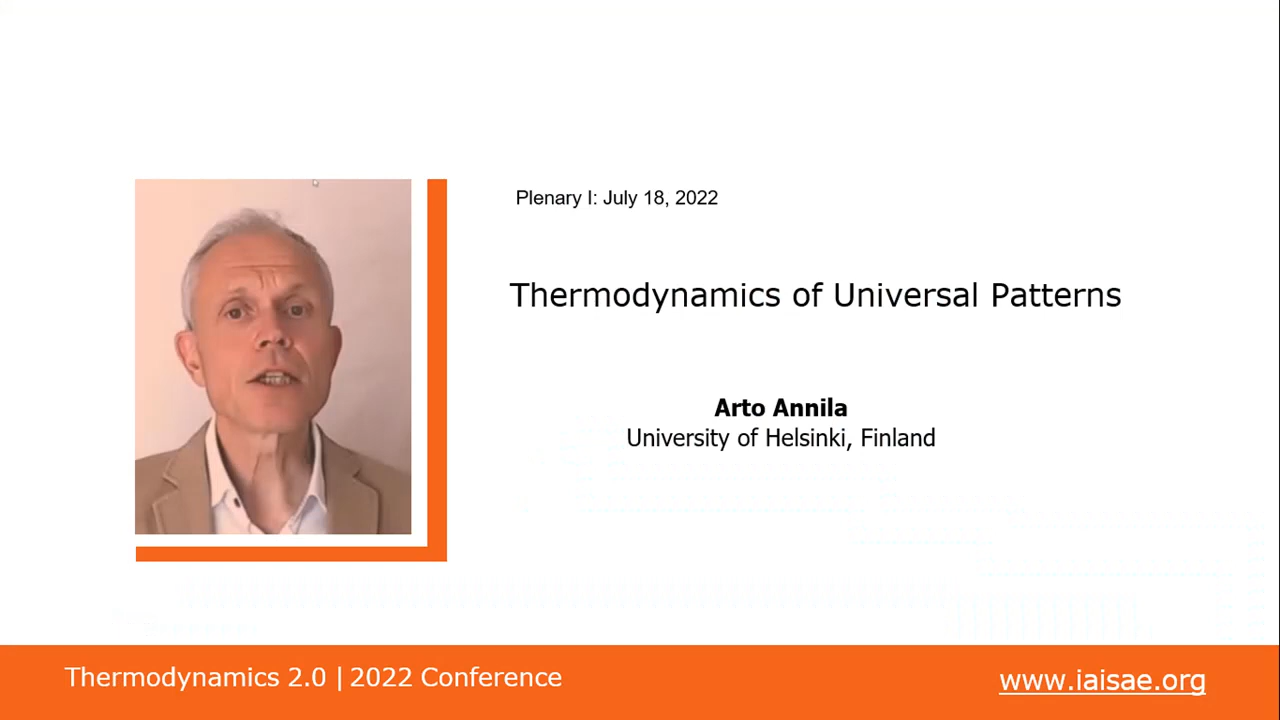 Plenary I: July 18, 2022
Thermodynamics of Universal Patterns
Arto Annila
University of Helsinki, Finland
Thermodynamics 2.0 | 2022 Conference
www.iaisae.org